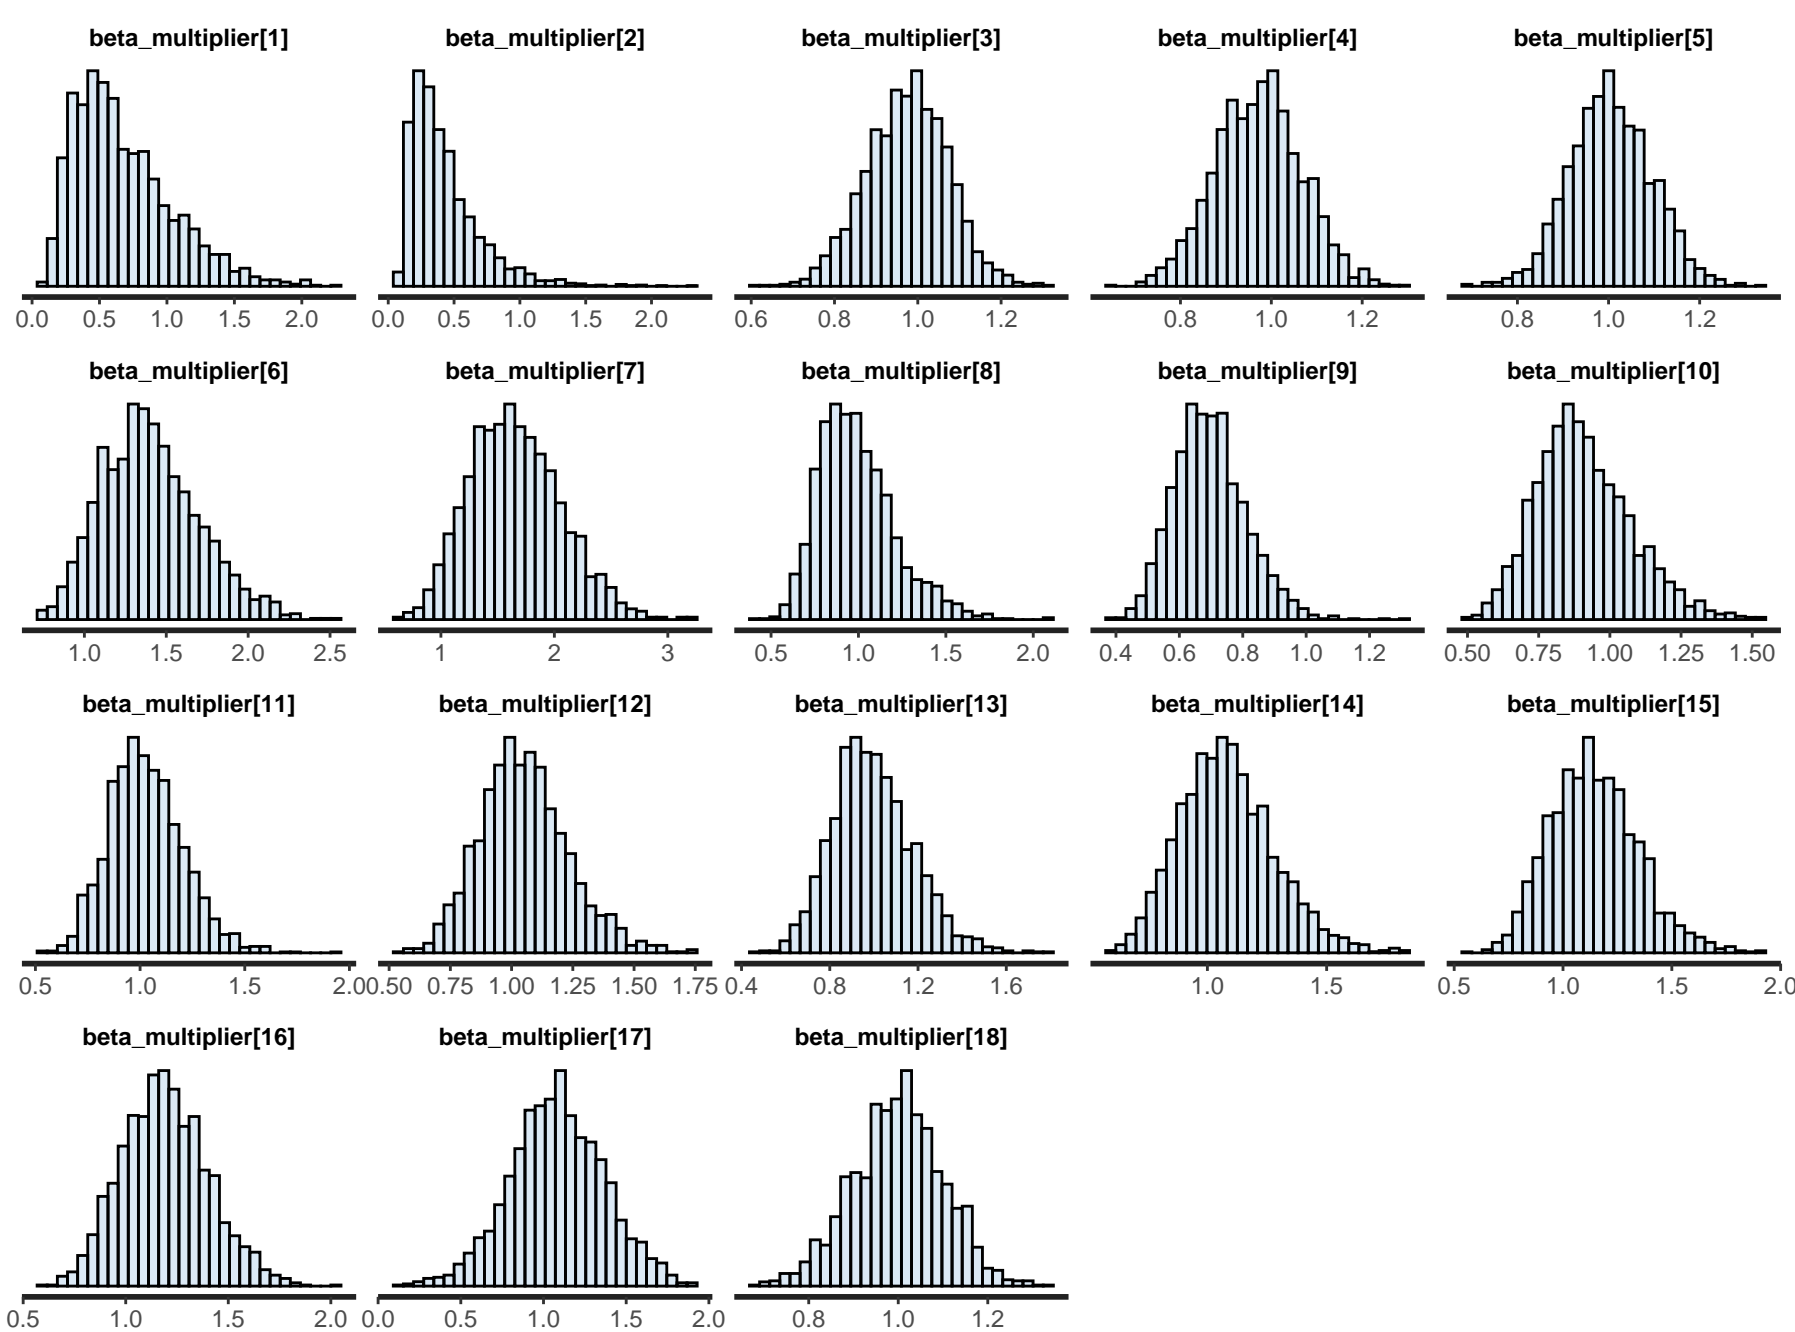 beta_multiplier[1] beta_multiplier[2] beta_multiplier[3] beta_multiplier[4] beta_multiplier[5]
0.0 0.5 1.0 1.5 2.0 0.0 0.5 1.0 1.5 2.0 0.6 0.8 1.0 1.2 0.8 1.0 1.2 0.8 1.0 1.2
beta_multiplier[6] beta_multiplier[7] beta_multiplier[8] beta_multiplier[9] beta_multiplier[10]
1.0 1.5 2.0 2.5 1 2 3 0.5 1.0 1.5 2.0 0.4 0.6 0.8 1.0 1.2 0.50 0.75 1.00 1.25 1.50
beta_multiplier[11] beta_multiplier[12] beta_multiplier[13] beta_multiplier[14] beta_multiplier[15]
0.5 1.0 1.5 2.0 0.50 0.75 1.00 1.25 1.50 1.75 0.4 0.8 1.2 1.6 1.0 1.5 0.5 1.0 1.5 2.0
beta_multiplier[16] beta_multiplier[17] beta_multiplier[18]
0.5 1.0 1.5 2.0 0.0 0.5 1.0 1.5 2.0 0.8 1.0 1.2